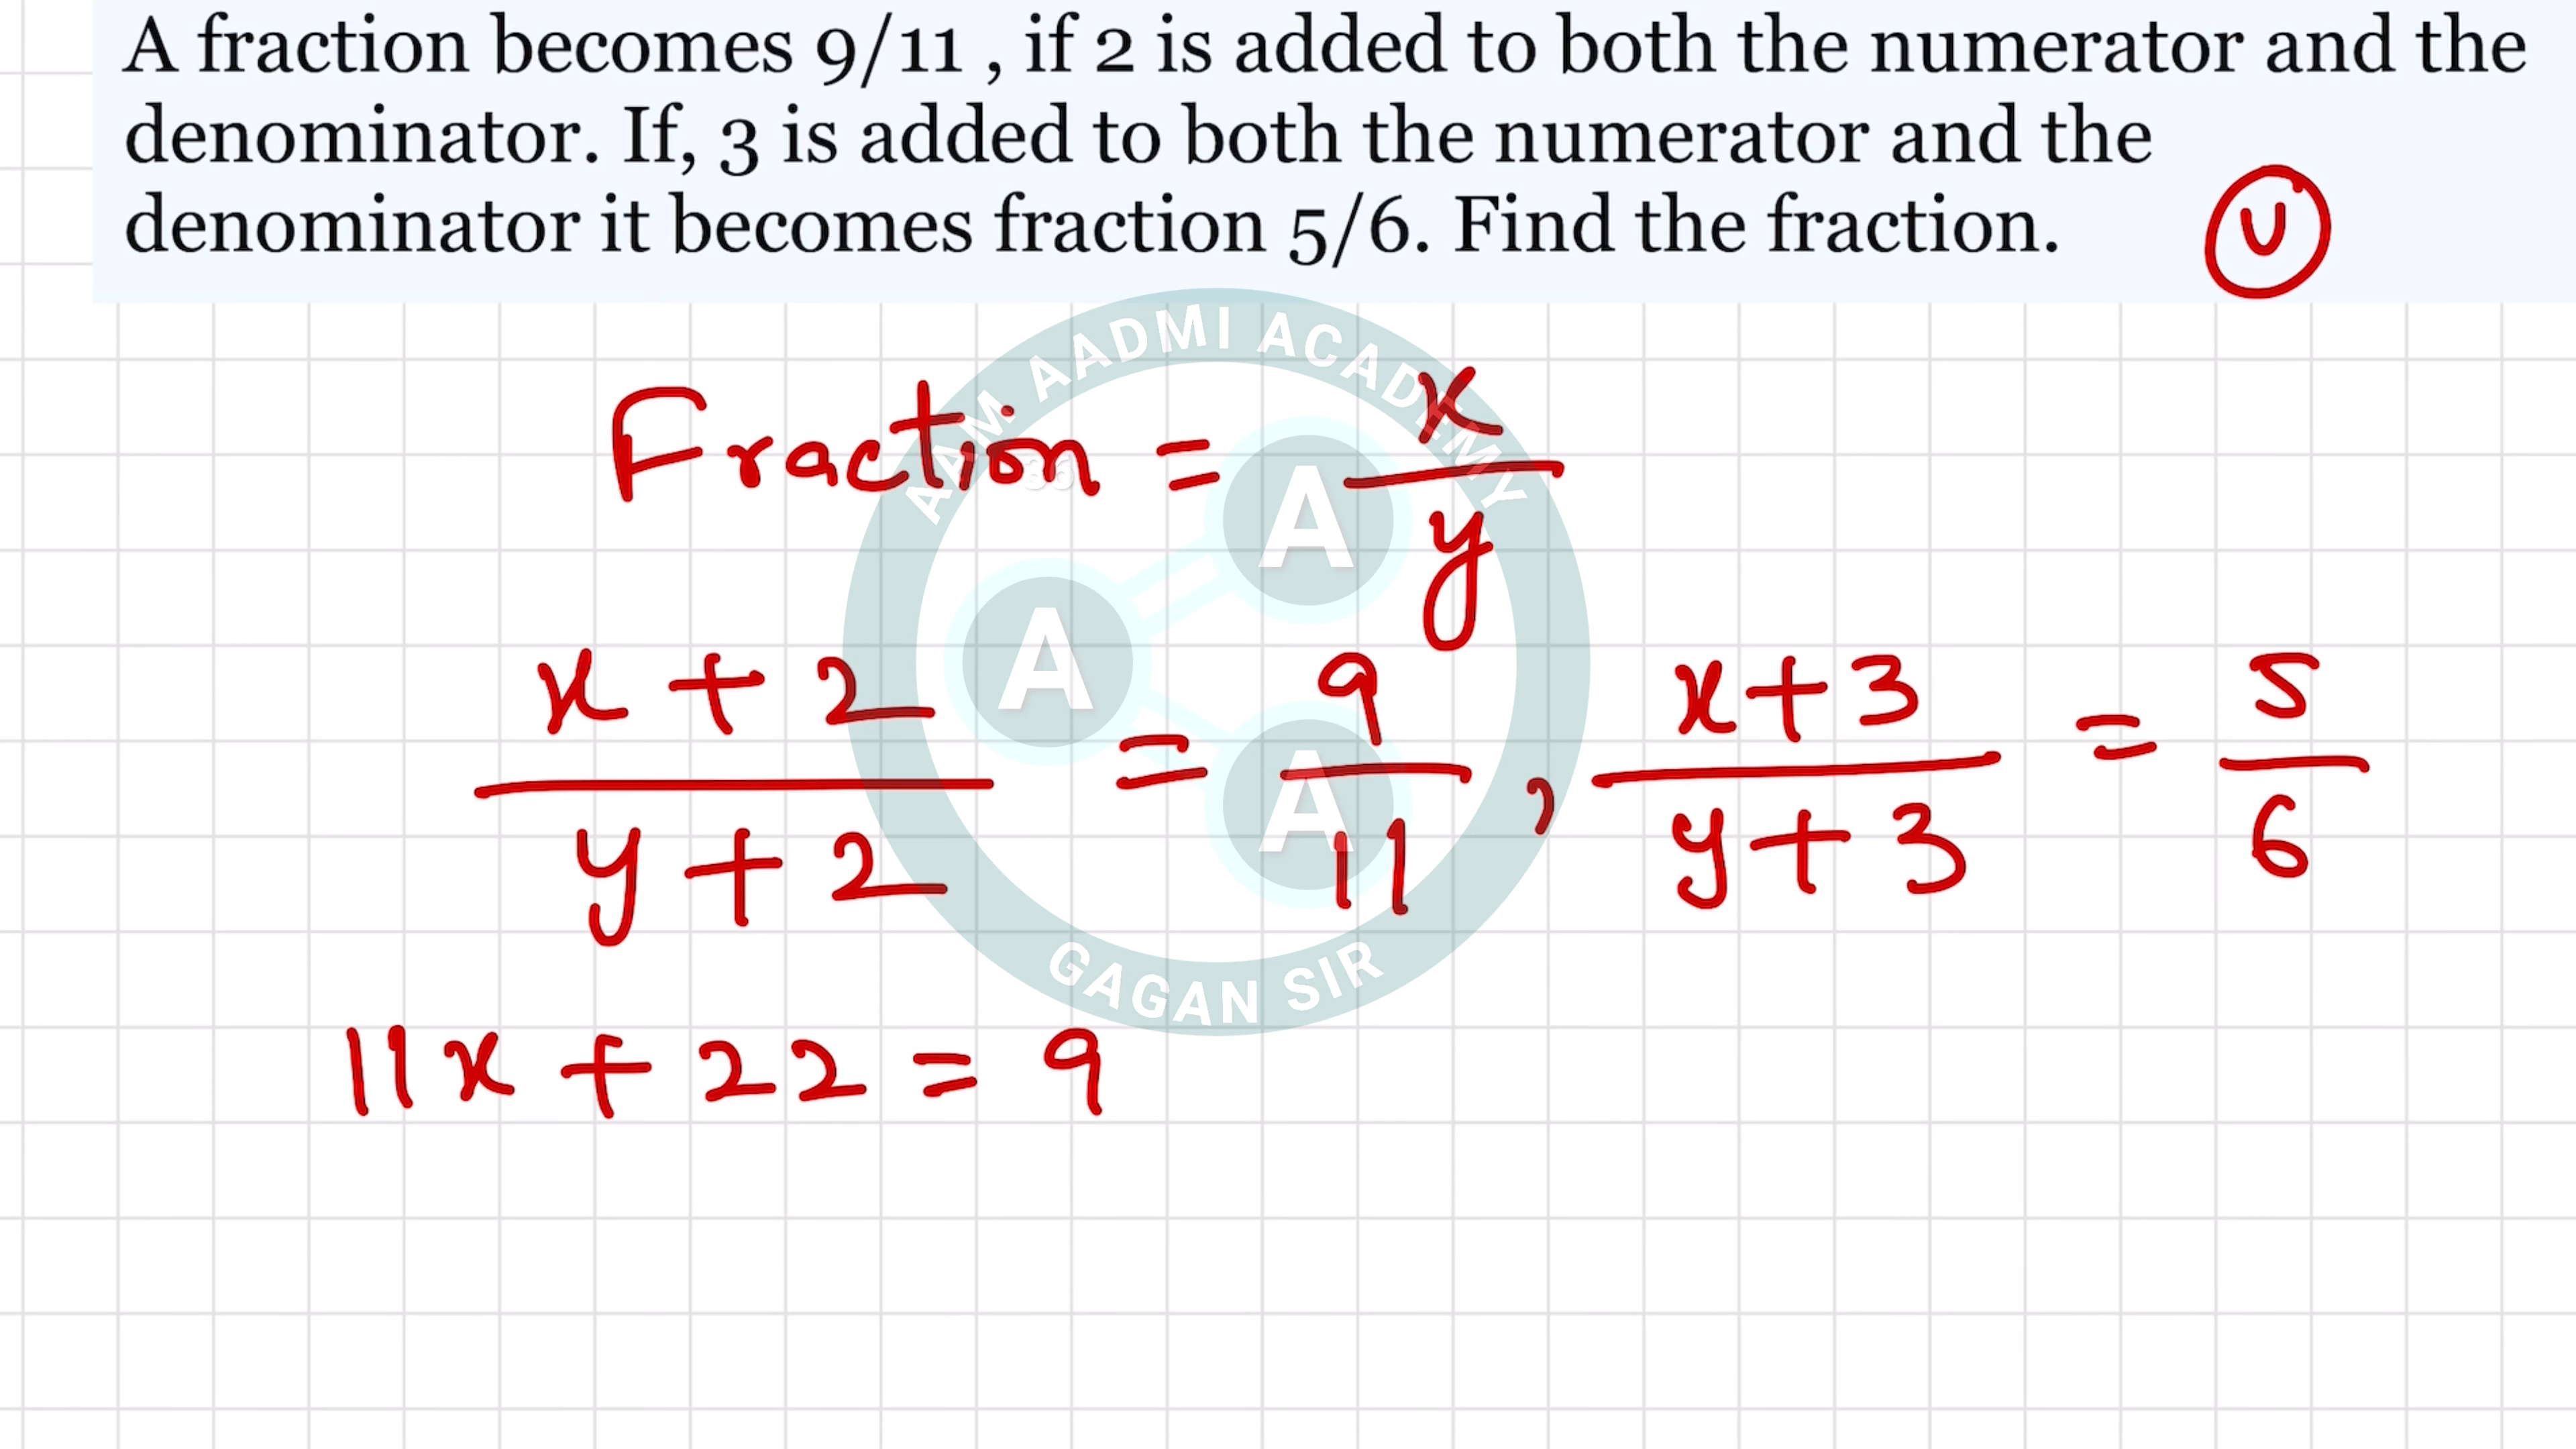 A fraction becomes 9/11 , if 2 is added to both the numerator and the
denominator. If, 3 is added to both the numerator and the
denominator it becomes fraction 5/6. Find the fraction.
U
AAM AADMI ACADEMY
Fraction = x/y
36
A
A
A
x + 2 / y + 2 = 9/11 , x+3 / y+3 = 5/6
GAGAN SIR
11x + 22 = 9